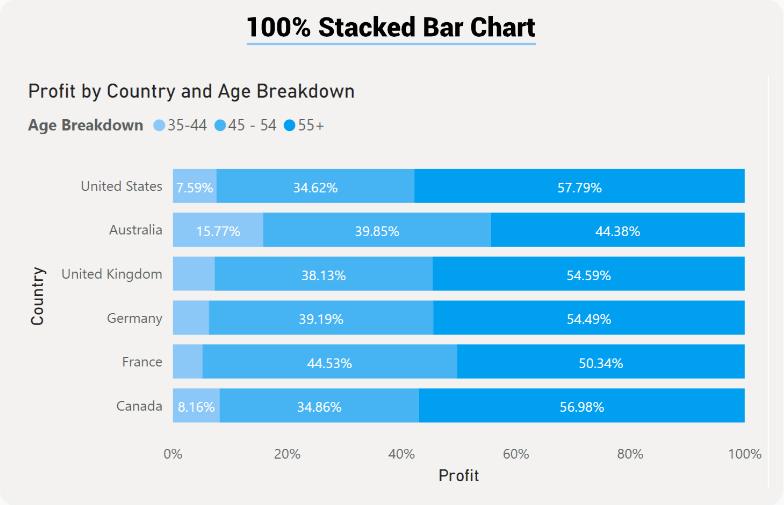 100% Stacked Bar Chart
Profit by Country and Age Breakdown
Age Breakdown 35-44 45 - 54 55+
United States 7.59% 34.62% 57.79%
Australia 15.77% 39.85% 44.38%
United Kingdom 38.13% 54.59%
Germany 39.19% 54.49%
France 44.53% 50.34%
Canada 8.16% 34.86% 56.98%
Country
0% 20% 40% 60% 80% 100%
Profit